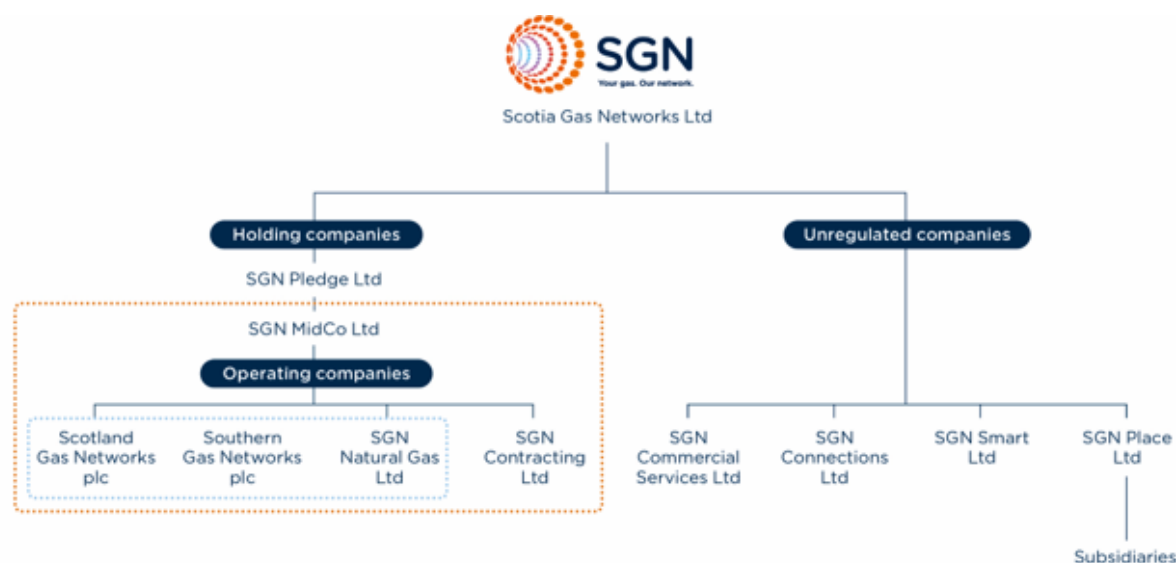 SGN
Your gas. Our network.
Scotia Gas Networks Ltd
Holding companies
Unregulated companies
SGN Pledge Ltd
SGN MidCo Ltd
Operating companies
Scotland
Gas Networks
plc
Southern
Gas Networks
plc
SGN
Natural Gas
Ltd
SGN
Contracting
Ltd
SGN
Commercial
Services Ltd
SGN
Connections
Ltd
SGN Smart
Ltd
SGN Place
Ltd
Subsidiaries